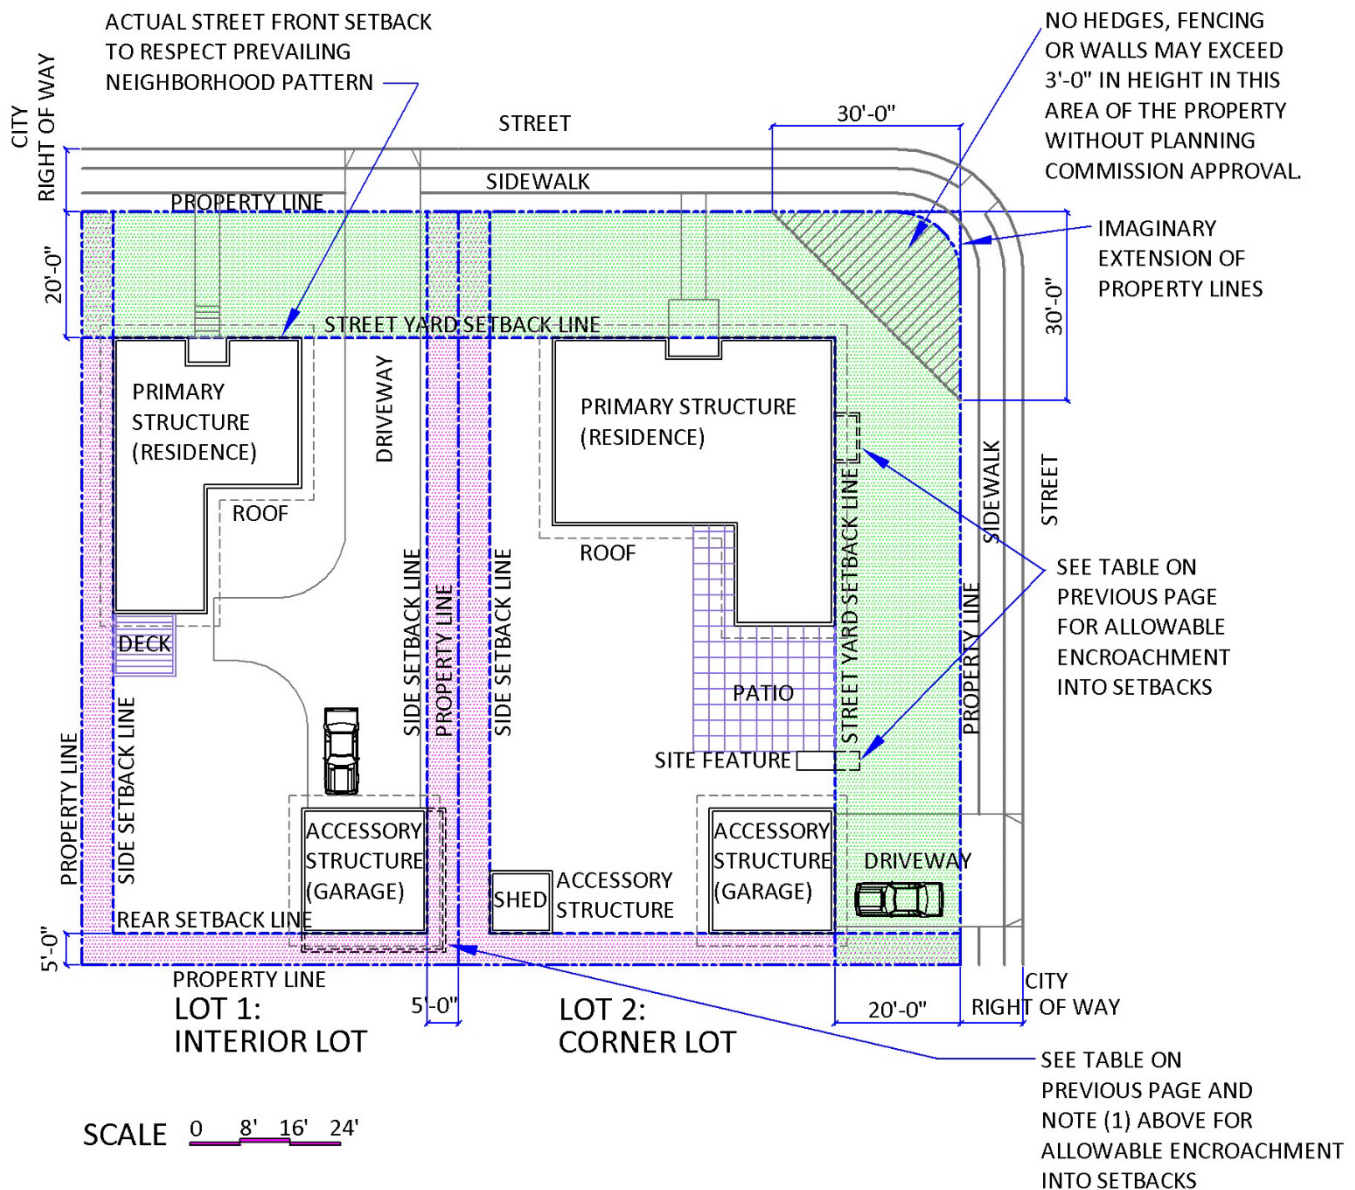 ACTUAL STREET FRONT SETBACK
TO RESPECT PREVAILING
NEIGHBORHOOD PATTERN
NO HEDGES, FENCING
OR WALLS MAY EXCEED
3'-0" IN HEIGHT IN THIS
AREA OF THE PROPERTY
WITHOUT PLANNING
COMMISSION APPROVAL.
CITY
RIGHT OF WAY
STREET
30'-0"
SIDEWALK
PROPERTY LINE
IMAGINARY
EXTENSION OF
PROPERTY LINES
20'-0"
30'-0"
STREET YARD SETBACK LINE
PRIMARY
STRUCTURE
(RESIDENCE)
DRIVEWAY
PRIMARY STRUCTURE
(RESIDENCE)
ROOF
ROOF
SIDEWALK
STREET
SEE TABLE ON
PREVIOUS PAGE
FOR ALLOWABLE
ENCROACHMENT
INTO SETBACKS
DECK
SIDE SETBACK LINE
PROPERTY LINE
SIDE SETBACK LINE
STREET YARD SETBACK LINE
PROPERTY LINE
PATIO
SITE FEATURE
PROPERTY LINE
SIDE SETBACK LINE
ACCESSORY
STRUCTURE
(GARAGE)
ACCESSORY
STRUCTURE
(GARAGE)
DRIVEWAY
SHED
ACCESSORY
STRUCTURE
REAR SETBACK LINE
5'-0"
PROPERTY LINE
5'-0"
20'-0"
CITY
RIGHT OF WAY
LOT 1:
INTERIOR LOT
LOT 2:
CORNER LOT
SEE TABLE ON
PREVIOUS PAGE AND
NOTE (1) ABOVE FOR
ALLOWABLE ENCROACHMENT
INTO SETBACKS
SCALE 0 8' 16' 24'